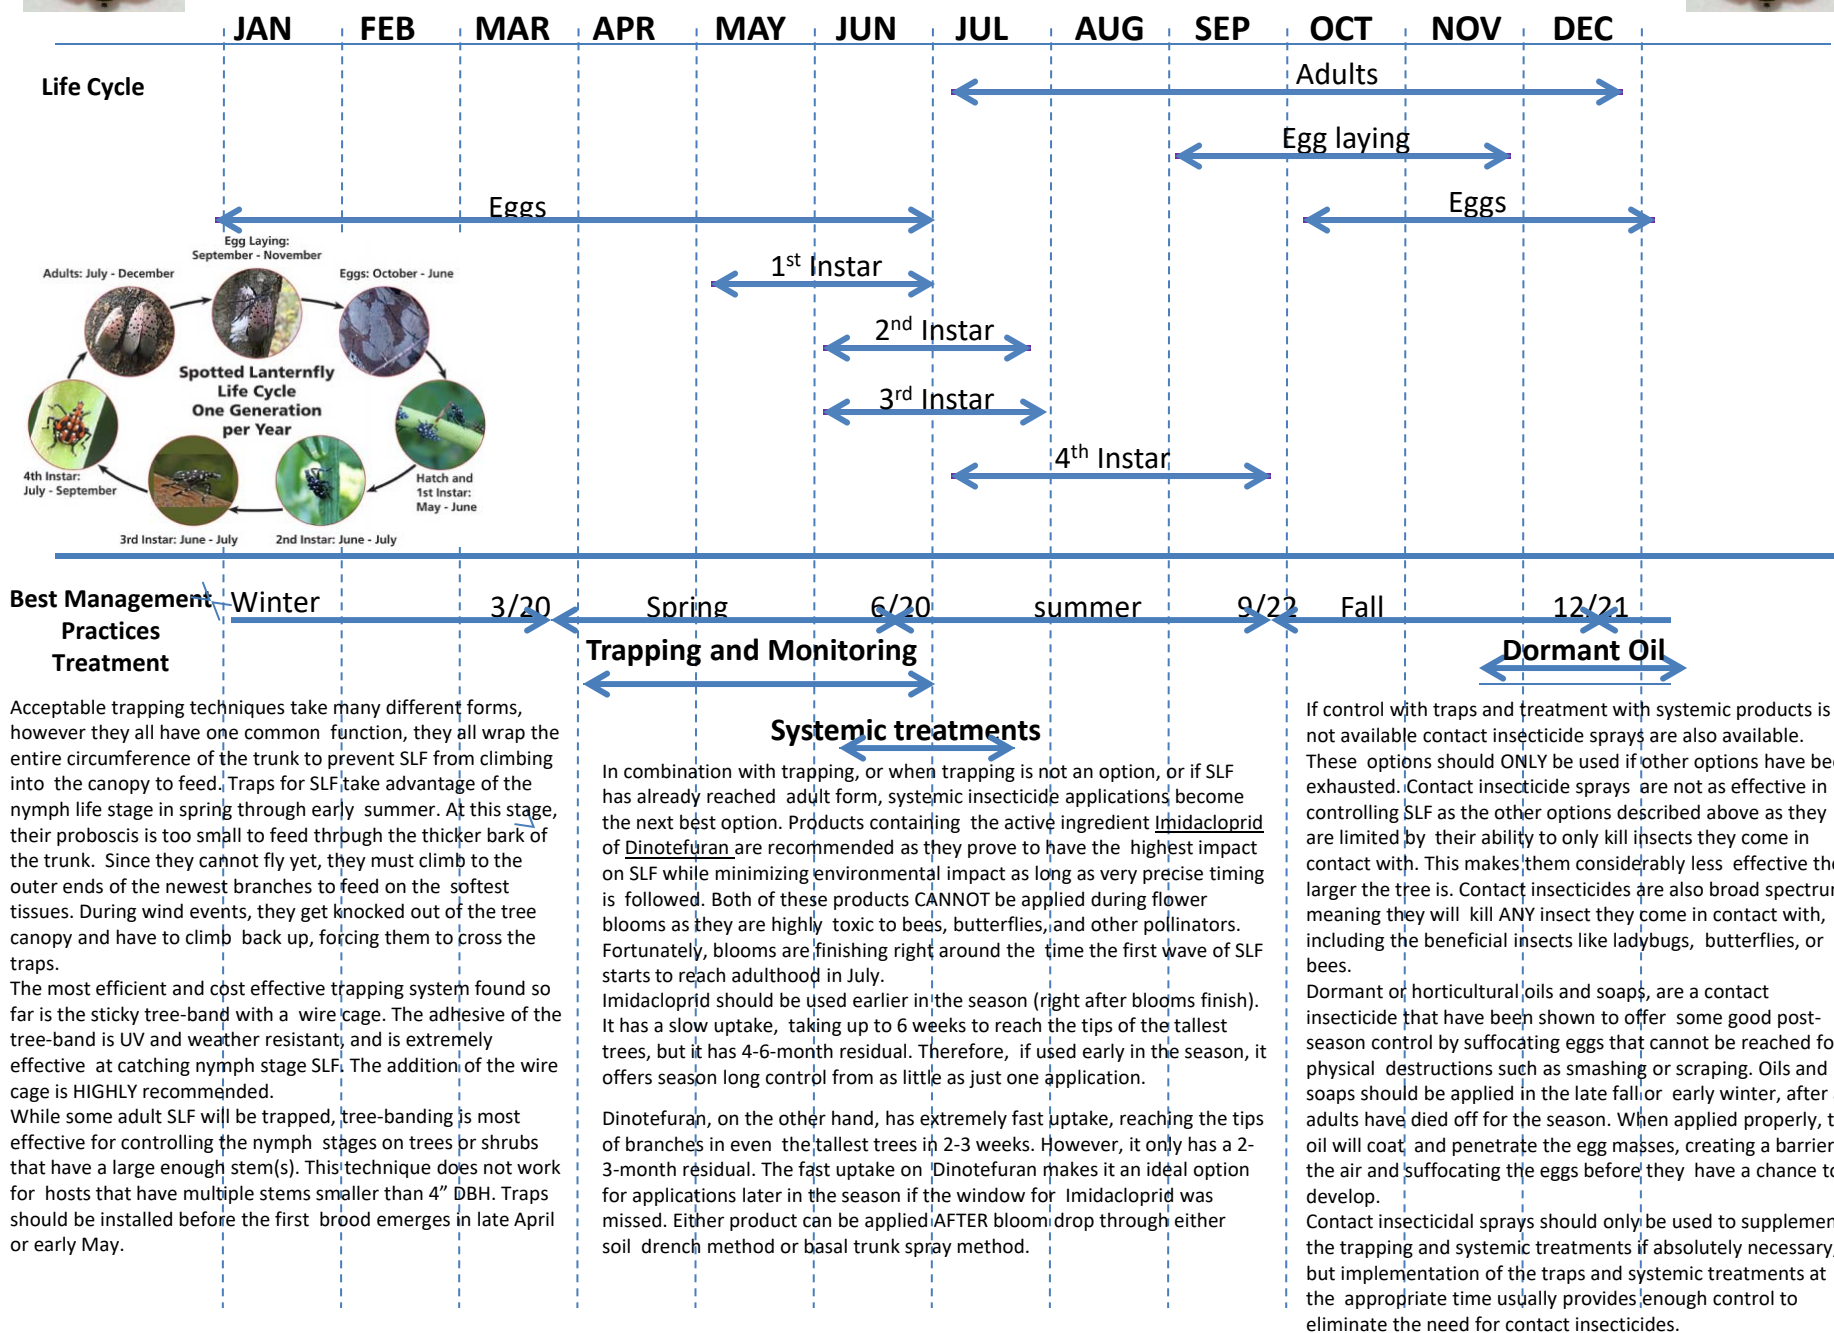 JAN FEB MAR APR MAY JUN JUL AUG SEP OCT NOV DEC
Life Cycle
Adults
Egg laying
Eggs
Eggs
1st Instar
2nd Instar
3rd Instar
4th Instar
Egg Laying:
September - November
Adults: July - December
Eggs: October - June
Spotted Lanternfly
Life Cycle
One Generation
per Year
4th Instar:
July - September
Hatch and
1st Instar:
May - June
3rd Instar: June - July
2nd Instar: June - July
Best Management
Practices
Treatment
Winter 3/20 Spring 6/20 summer 9/22 Fall 12/21
Trapping and Monitoring
Dormant Oil
Systemic treatments
Acceptable trapping techniques take many different forms,
however they all have one common function, they all wrap the
entire circumference of the trunk to prevent SLF from climbing
into the canopy to feed. Traps for SLF take advantage of the
nymph life stage in spring through early summer. At this stage,
their proboscis is too small to feed through the thicker bark of
the trunk. Since they cannot fly yet, they must climb to the
outer ends of the newest branches to feed on the softest
tissues. During wind events, they get knocked out of the tree
canopy and have to climb back up, forcing them to cross the
traps.
The most efficient and cost effective trapping system found so
far is the sticky tree-band with a wire cage. The adhesive of the
tree-band is UV and weather resistant, and is extremely
effective at catching nymph stage SLF. The addition of the wire
cage is HIGHLY recommended.
While some adult SLF will be trapped, tree-banding is most
effective for controlling the nymph stages on trees or shrubs
that have a large enough stem(s). This technique does not work
for hosts that have multiple stems smaller than 4” DBH. Traps
should be installed before the first brood emerges in late April
or early May.
In combination with trapping, or when trapping is not an option, or if SLF
has already reached adult form, systemic insecticide applications become
the next best option. Products containing the active ingredient Imidacloprid
of Dinotefuran are recommended as they prove to have the highest impact
on SLF while minimizing environmental impact as long as very precise timing
is followed. Both of these products CANNOT be applied during flower
blooms as they are highly toxic to bees, butterflies, and other pollinators.
Fortunately, blooms are finishing right around the time the first wave of SLF
starts to reach adulthood in July.
Imidacloprid should be used earlier in the season (right after blooms finish).
It has a slow uptake, taking up to 6 weeks to reach the tips of the tallest
trees, but it has 4-6-month residual. Therefore, if used early in the season, it
offers season long control from as little as just one application.
Dinotefuran, on the other hand, has extremely fast uptake, reaching the tips
of branches in even the tallest trees in 2-3 weeks. However, it only has a 2-
3-month residual. The fast uptake on Dinotefuran makes it an ideal option
for applications later in the season if the window for Imidacloprid was
missed. Either product can be applied AFTER bloom drop through either
soil drench method or basal trunk spray method.
If control with traps and treatment with systemic products is
not available contact insecticide sprays are also available.
These options should ONLY be used if other options have
exhausted. Contact insecticide sprays are not as effective in
controlling SLF as the other options described above as they
are limited by their ability to only kill insects they come in
contact with. This makes them considerably less effective the
larger the tree is. Contact insecticides are also broad
meaning they will kill ANY insect they come in contact with,
including the beneficial insects like ladybugs, butterflies, or
bees.
Dormant or horticultural oils and soaps, are a contact
insecticide that have been shown to offer some good post-
season control by suffocating eggs that cannot be reached
physical destructions such as smashing or scraping. Oils and
soaps should be applied in the late fall or early winter, after
adults have died off for the season. When applied properly,
oil will coat and penetrate the egg masses, creating a barrier
the air and suffocating the eggs before they have a chance
develop.
Contact insecticidal sprays should only be used to
the trapping and systemic treatments if absolutely necessary,
but implementation of the traps and systemic treatments at
the appropriate time usually provides enough control to
eliminate the need for contact insecticides.